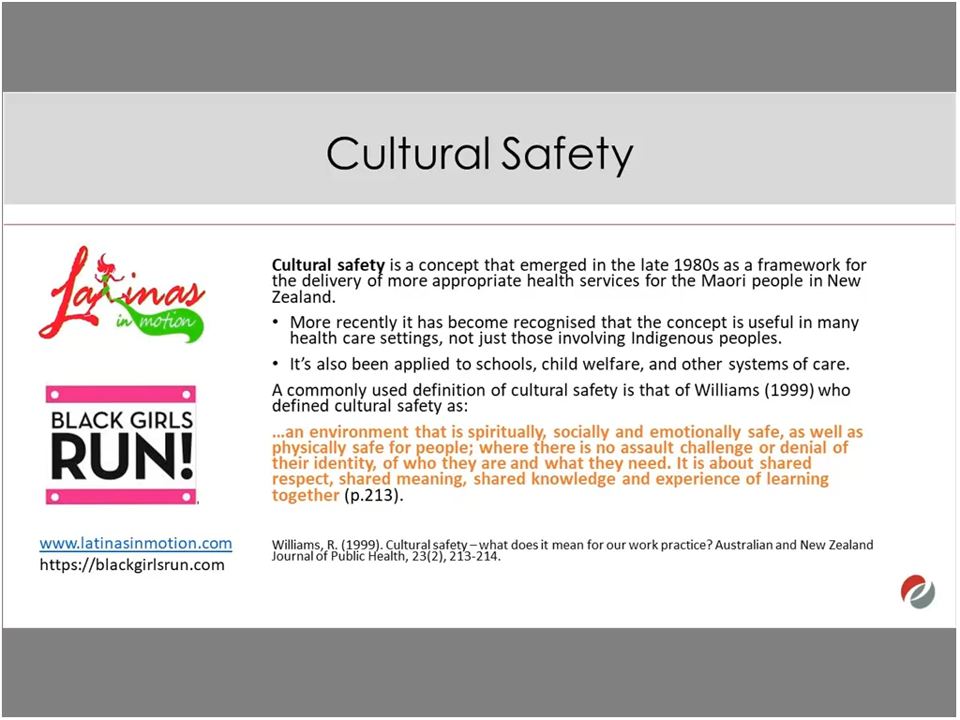 Cultural Safety
Latinas
in motion
BLACK GIRLS
RUN!
www.latinasinmotion.com
https://blackgirlsrun.com
Cultural safety is a concept that emerged in the late 1980s as a framework for
the delivery of more appropriate health services for the Maori people in New
Zealand.
• More recently it has become recognised that the concept is useful in many
health care settings, not just those involving Indigenous peoples.
• It's also been applied to schools, child welfare, and other systems of care.
A commonly used definition of cultural safety is that of Williams (1999) who
defined cultural safety as:
…an environment that is spiritually, socially and emotionally safe, as well as
physically safe for people; where there is no assault challenge or denial of
their identity, of who they are and what they need. It is about shared
respect, shared meaning, shared knowledge and experience of learning
together (p.213).
Williams, R. (1999). Cultural safety – what does it mean for our work practice? Australian and New Zealand
Journal of Public Health, 23(2), 213-214.